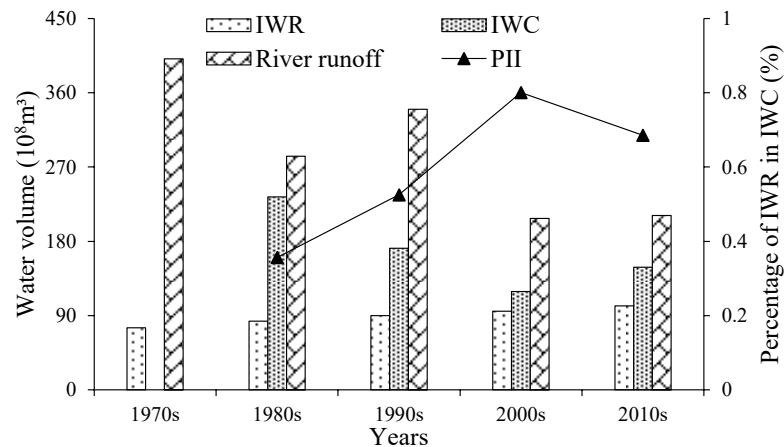 IWR
IWC
River runoff
PII
Water volume (10⁸m³)
450
360
270
180
90
0
1
0.8
0.6
0.4
0.2
0
Percentage of IWR in IWC (%)
1970s 1980s 1990s 2000s 2010s
Years